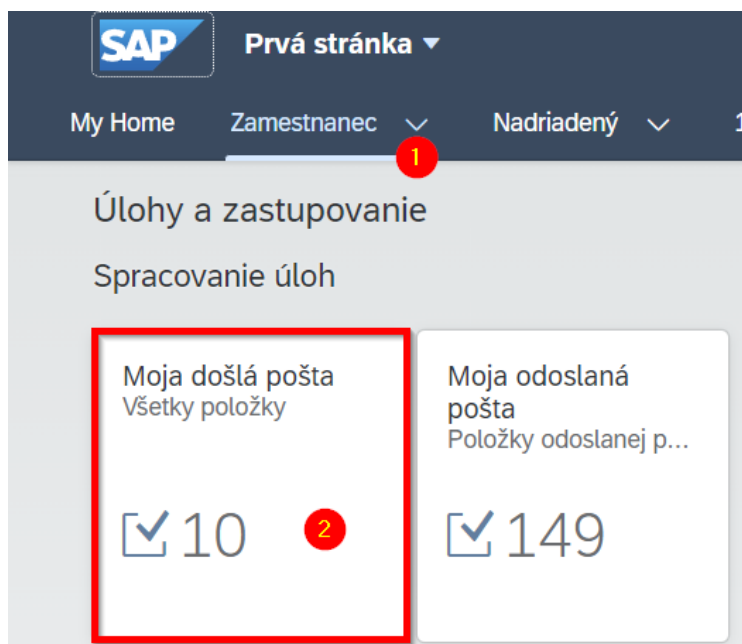 SAP Prvá stránka
My Home Zamestnanec Nadriadený 1
1
Úlohy a zastupovanie
Spracovanie úloh
Moja došlá pošta
Všetky položky
10
2
Moja odoslaná
pošta
Položky odoslanej p...
149